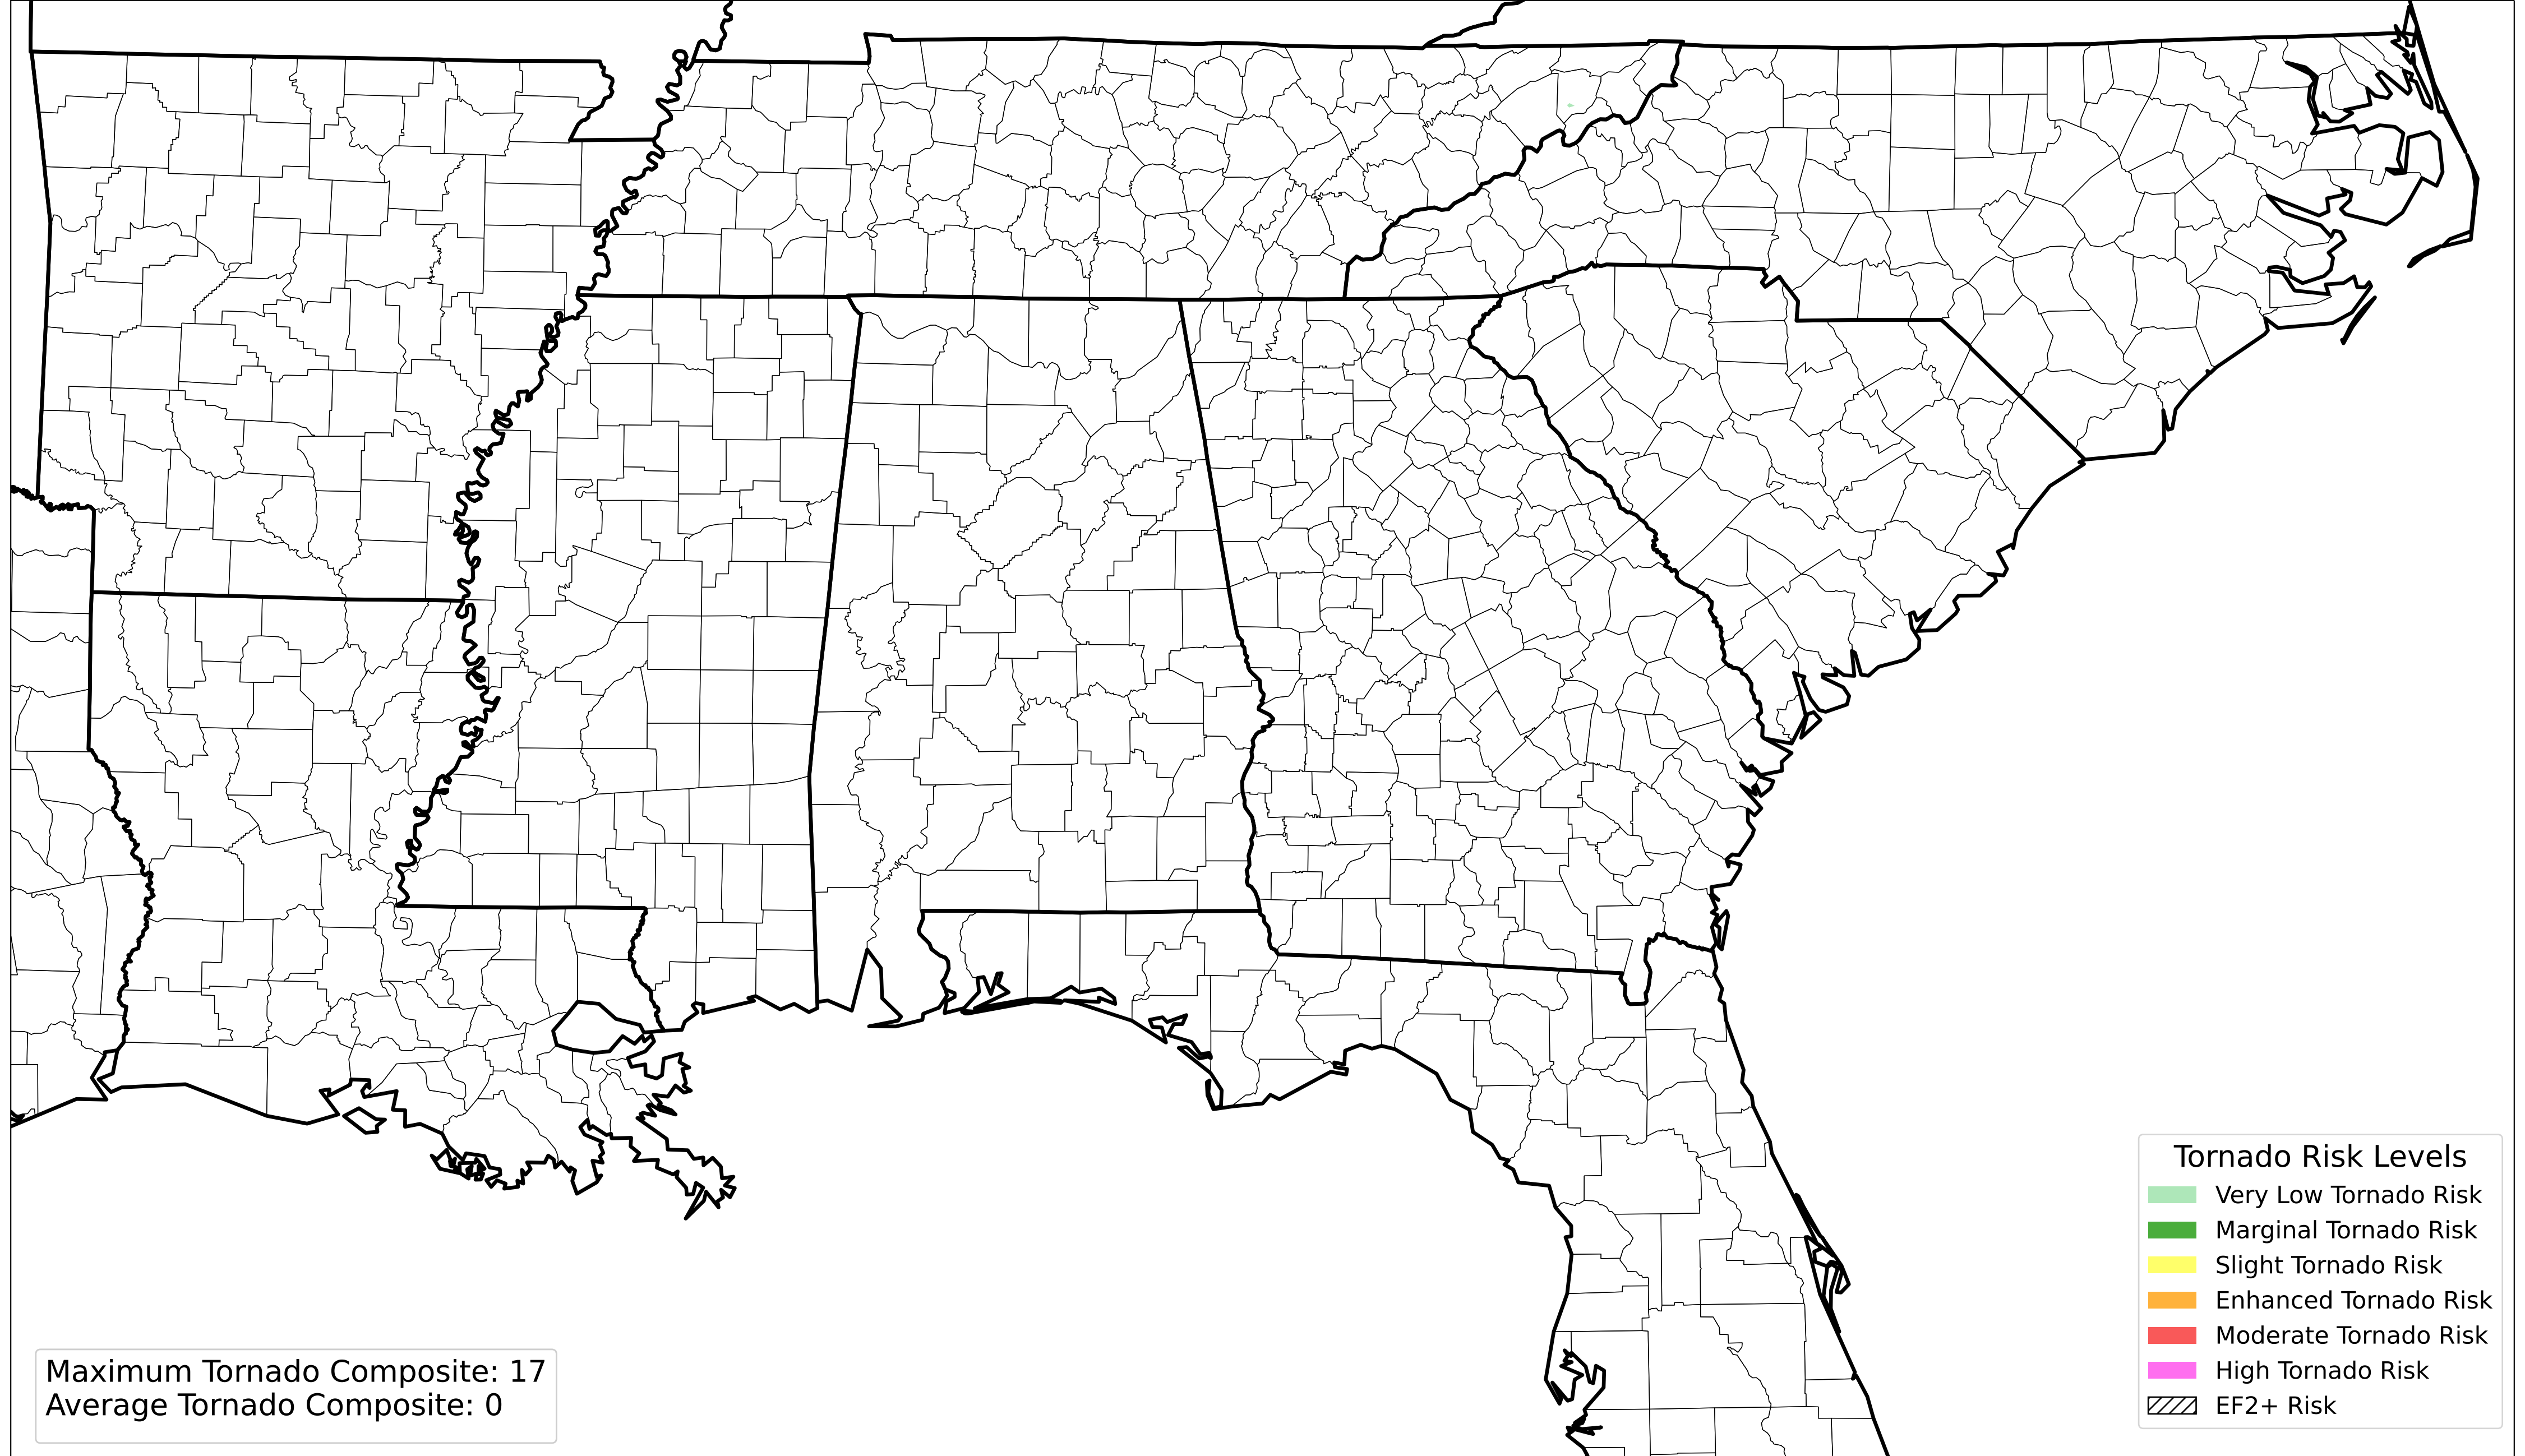 Tornado Risk Levels
Very Low Tornado Risk
Marginal Tornado Risk
Slight Tornado Risk
Enhanced Tornado Risk
Moderate Tornado Risk
High Tornado Risk
EF2+ Risk
Maximum Tornado Composite: 17
Average Tornado Composite: 0